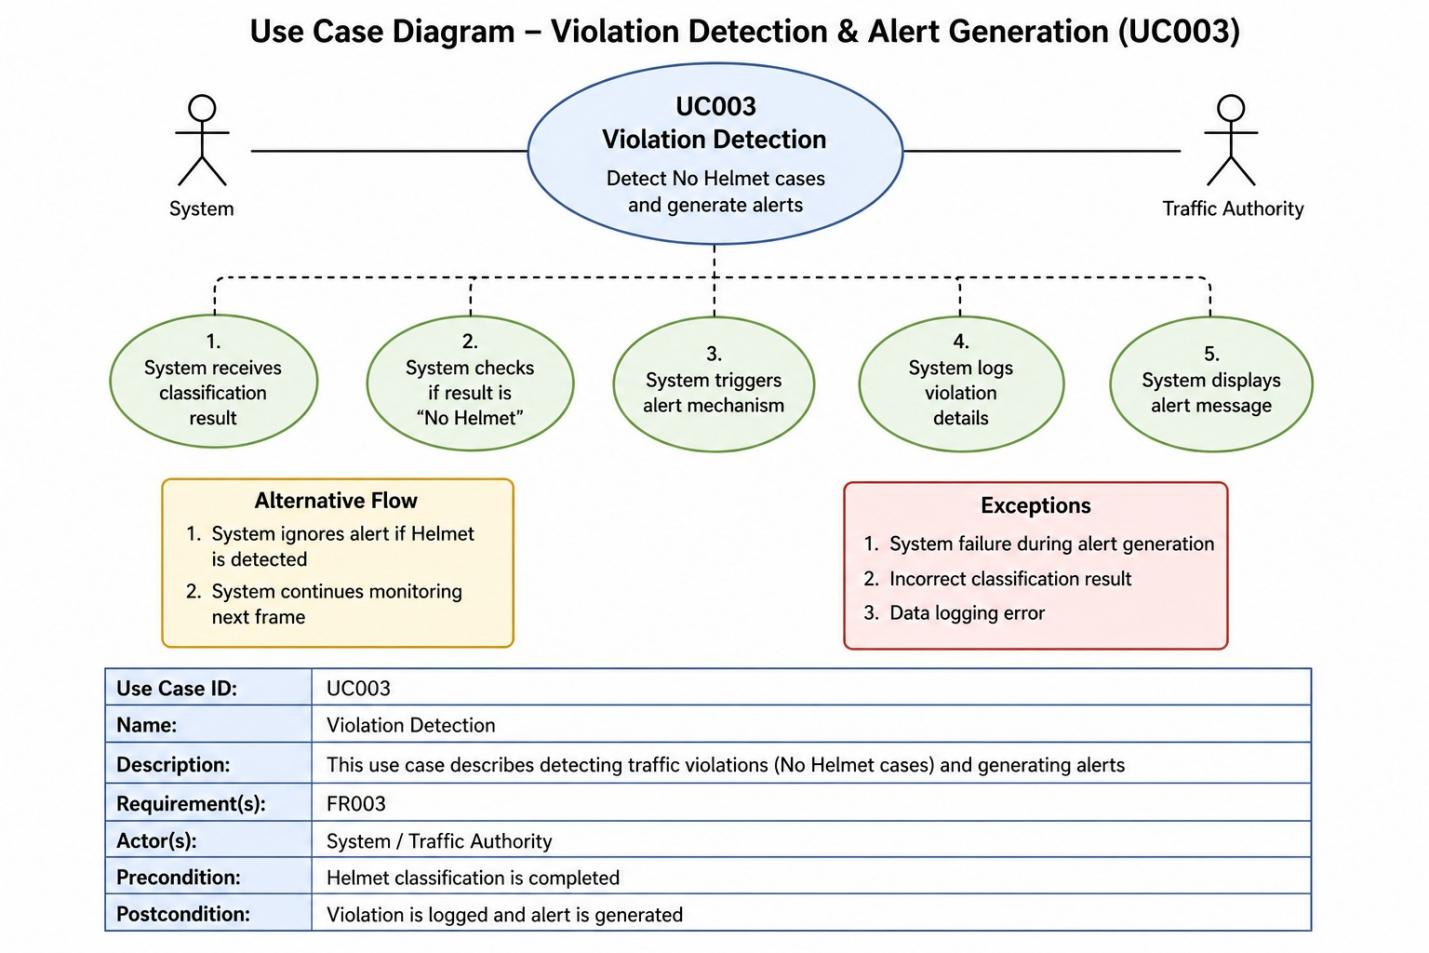 Use Case Diagram – Violation Detection & Alert Generation (UC003)
UC003
Violation Detection
Detect No Helmet cases
and generate alerts
System
Traffic Authority
1.
System receives
classification
result
2.
System checks
if result is
“No Helmet”
3.
System triggers
alert mechanism
4.
System logs
violation
details
5.
System displays
alert message
Alternative Flow
1. System ignores alert if Helmet
is detected
2. System continues monitoring
next frame
Exceptions
1. System failure during alert generation
2. Incorrect classification result
3. Data logging error
Use Case ID: UC003
Name: Violation Detection
Description: This use case describes detecting traffic violations (No Helmet cases) and generating alerts
Requirement(s): FR003
Actor(s): System / Traffic Authority
Precondition: Helmet classification is completed
Postcondition: Violation is logged and alert is generated